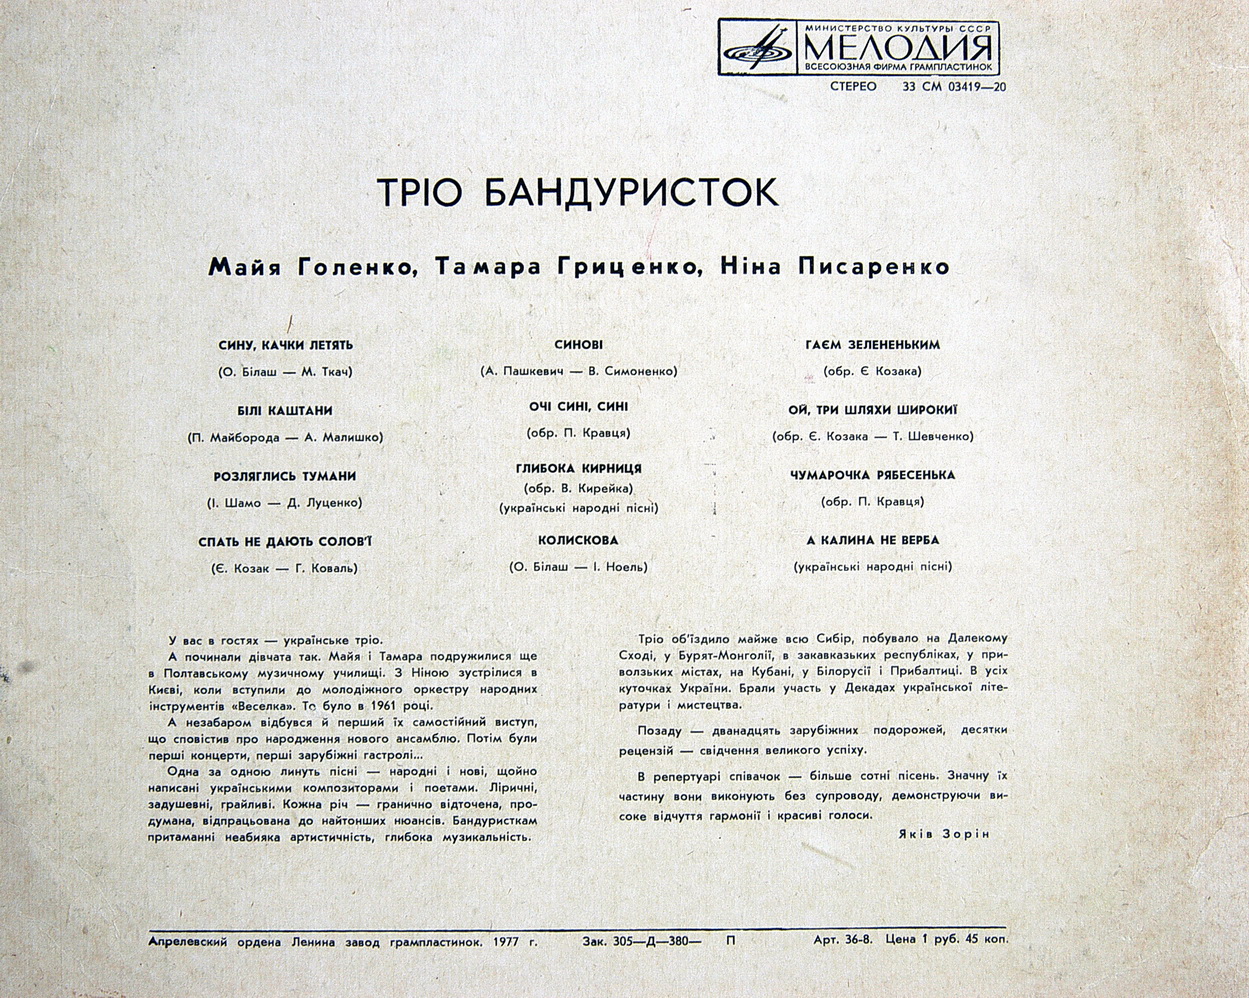 МИНИСТЕРСТВО КУЛЬТУРЫ СССР
МЕЛОДИЯ
ВСЕСОЮЗНАЯ ФИРМА ГРАМПЛАСТИНОК
СТЕРЕО 33 СМ 03419—20
ТРІО БАНДУРИСТОК
Майя Голенко, Тамара Гриценко, Ніна Писаренко
СИНУ, КАЧКИ ЛЕТЯТЬ
(О. Білаш — М. Ткач)
БІЛІ КАШТАНИ
(П. Майборода — А. Малишко)
РОЗЛЯГЛИСЬ ТУМАНИ
(І. Шамо — Д. Луценко)
СПАТЬ НЕ ДАЮТЬ СОЛОВ'Ї
(Є. Козак — Г. Коваль)
СИНОВІ
(А. Пашкевич — В. Симоненко)
ОЧІ СИНІ, СИНІ
(обр. П. Кравця)
ГЛИБОКА КИРНИЦЯ
(обр. В. Кирейка)
(українські народні пісні)
КОЛИСКОВА
(О. Білаш — І. Ноель)
ГАЄМ ЗЕЛЕНЕНЬКИМ
(обр. Є Козака)
ОЙ, ТРИ ШЛЯХИ ШИРОКИЇ
(обр. Є. Козака — Т. Шевченко)
ЧУМАРОЧКА РЯБЕСЕНЬКА
(обр. П. Кравця)
А КАЛИНА НЕ ВЕРБА
(українські народні пісні)
У вас в гостях — українське тріо.
А починали дівчата так. Майя і Тамара подружилися ще
в Полтавському музичному училищі. З Ніною зустрілися в
Києві, коли вступили до молодіжного оркестру народних
інструментів «Веселка». То було в 1961 році.
А незабаром відбувся й перший їх самостійний виступ,
що сповістив про народження нового ансамблю. Потім були
перші концерти, перші зарубіжні гастролі...
Одна за одною линуть пісні — народні і нові, щойно
написані українськими композиторами і поетами. Ліричні,
задушевні, грайливі. Кожна річ — гранично відточена, про-
думана, відпрацьована до найтонших нюансів. Бандуристкам
притаманні неабияка артистичність, глибока музикальність.
Тріо об'їздило майже всю Сибір, побувало на Далекому
Сході, у Бурят-Монголії, в закавказьких республіках, у при-
волзьких містах, на Кубані, у Білорусії і Прибалтиці. В усіх
куточках України. Брали участь у Декадах української літе-
ратури і мистецтва.
Позаду — дванадцять зарубіжних подорожей, десятки
рецензій — свідчення великого успіху.
В репертуарі співачок — більше сотні пісень. Значну їх
частину вони виконують без супроводу, демонструючи ви-
соке відчуття гармонії і красиві голоси.
Яків Зорін
Апрелевский ордена Ленина завод грампластинок. 1977 г. Зак. 305—Д—380— П Арт. 36-8. Цена 1 руб. 45 коп.